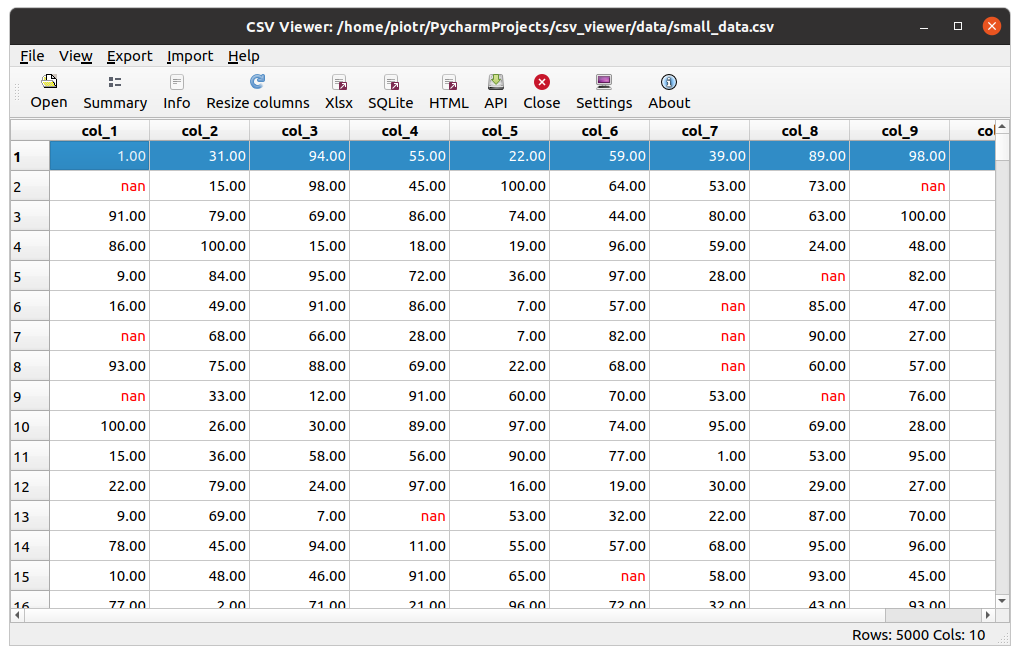 CSV Viewer: /home/piotr/PycharmProjects/csv_viewer/data/small_data.csv
File View Export Import Help
Open Summary Info Resize columns Xlsx SQLite HTML API Close Settings About
col_1 col_2 col_3 col_4 col_5 col_6 col_7 col_8 col_9 col
1 1.00 31.00 94.00 55.00 22.00 59.00 39.00 89.00 98.00
2 nan 15.00 98.00 45.00 100.00 64.00 53.00 73.00 nan
3 91.00 79.00 69.00 86.00 74.00 44.00 80.00 63.00 100.00
4 86.00 100.00 15.00 18.00 19.00 96.00 59.00 24.00 48.00
5 9.00 84.00 95.00 72.00 36.00 97.00 28.00 nan 82.00
6 16.00 49.00 91.00 86.00 7.00 57.00 nan 85.00 47.00
7 nan 68.00 66.00 28.00 7.00 82.00 nan 90.00 27.00
8 93.00 75.00 88.00 69.00 22.00 68.00 nan 60.00 57.00
9 nan 33.00 12.00 91.00 60.00 70.00 53.00 nan 76.00
10 100.00 26.00 30.00 89.00 97.00 74.00 95.00 69.00 28.00
11 15.00 36.00 58.00 56.00 90.00 77.00 1.00 53.00 95.00
12 22.00 79.00 24.00 97.00 16.00 19.00 30.00 29.00 27.00
13 9.00 69.00 7.00 nan 53.00 32.00 22.00 87.00 70.00
14 78.00 45.00 94.00 11.00 55.00 57.00 68.00 95.00 96.00
15 10.00 48.00 46.00 91.00 65.00 nan 58.00 93.00 45.00
16 77.00 2.00 71.00 21.00 96.00 72.00 32.00 43.00 93.00
Rows: 5000 Cols: 10